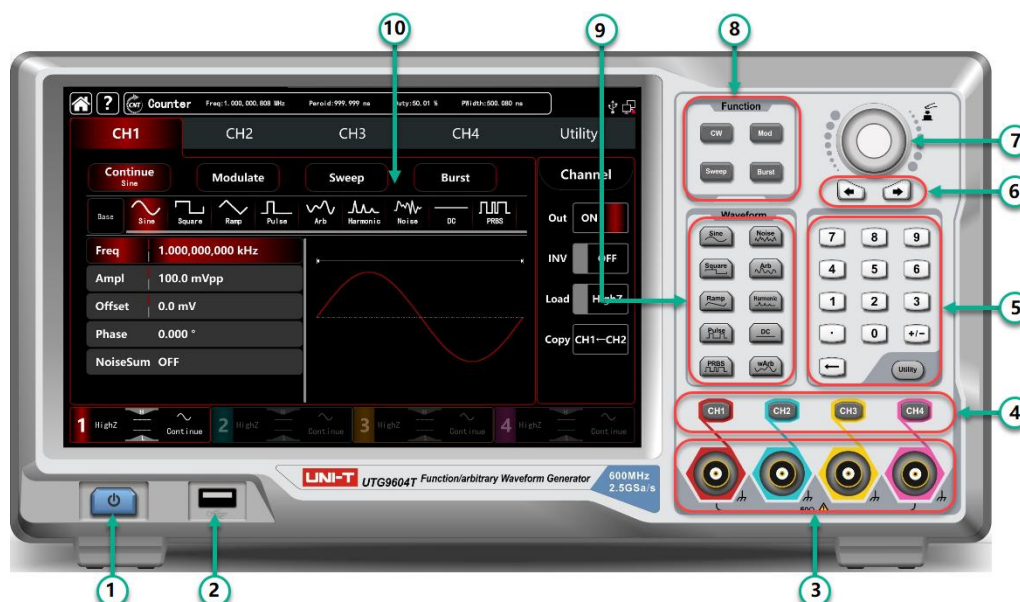 10
9
8
? CNT Counter Freq:1.000,000,808 MHz Peroid:999.999 ns Duty:50.01 % PWidth:500.080 ns
CH1 CH2 CH3 CH4 Utility
Continue
Sine
Modulate Sweep Burst Channel
Base Sine Square Ramp Pulse Arb Harmonic Noise DC PRBS
Out ON
Freq 1.000,000,000 kHz
INV OFF
Ampl 100.0 mVpp
Offset 0.0 mV
Load HighZ
Phase 0.000 °
Copy CH1←CH2
NoiseSum OFF
1 HighZ Continue 2 HighZ Continue 3 HighZ Continue 4 HighZ Continue
Function
CW Mod
Sweep Burst
7
6
Waveform
Sine Noise
Square Arb
Ramp Harmonic
Pulse DC
PRBS wArb
7 8 9
4 5 6
1 2 3
. 0 +/-
← Utility
5
CH1 CH2 CH3 CH4
4
UNI-T UTG9604T Function/arbitrary Waveform Generator 600MHz
2.5GSa/s
50Ω
1
2
3